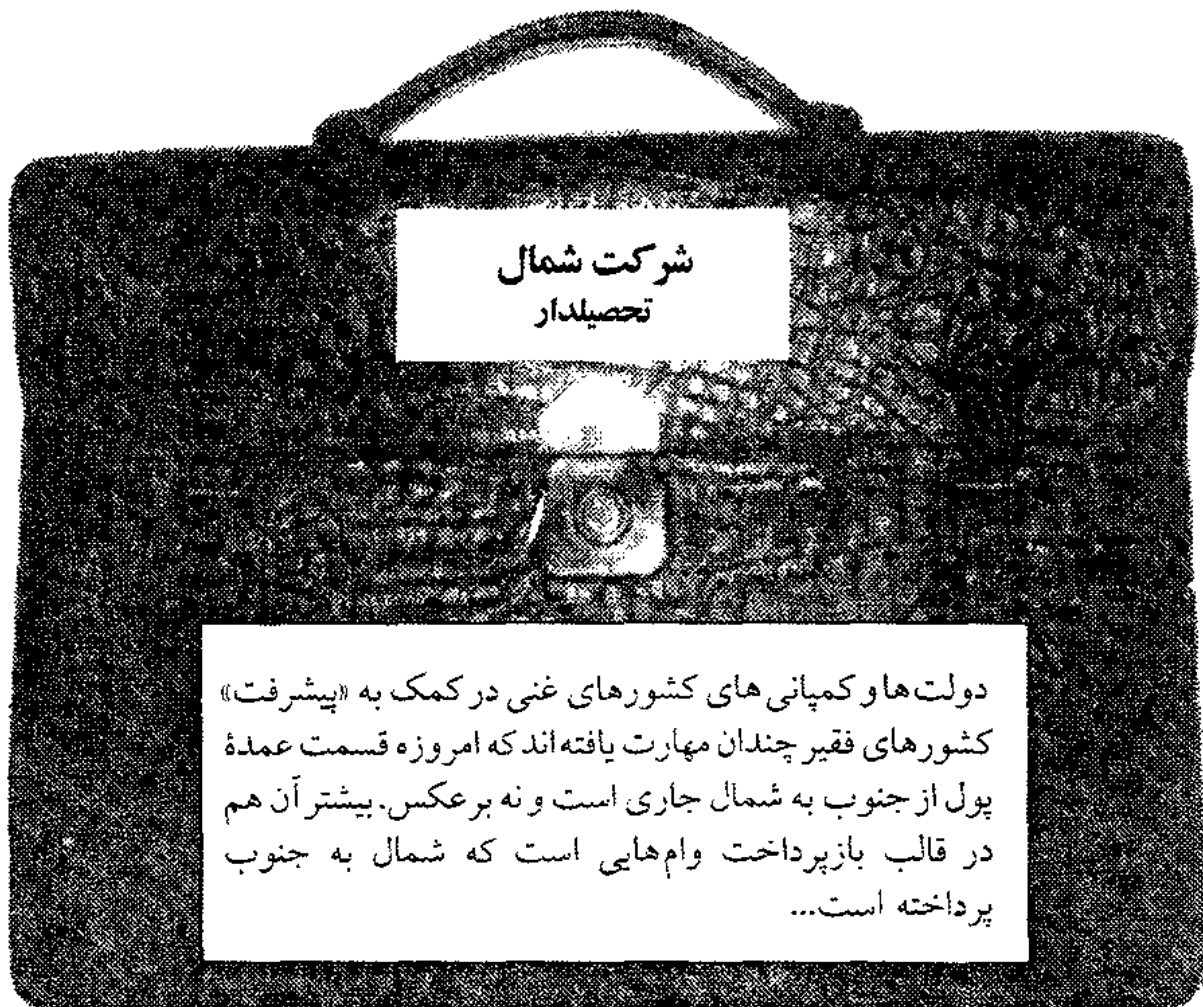 شرکت شمال
تحصیلدار
دولت‌ها و کمپانی‌های کشورهای غنی در کمک به «پیشرفت»
کشورهای فقیر چندان مهارت یافته‌اند که امروزه قسمت عمدهٔ
پول از جنوب به شمال جاری است و نه برعکس. بیشتر آن هم
در قالب بازپرداخت وام‌هایی است که شمال به جنوب
پرداخته است...